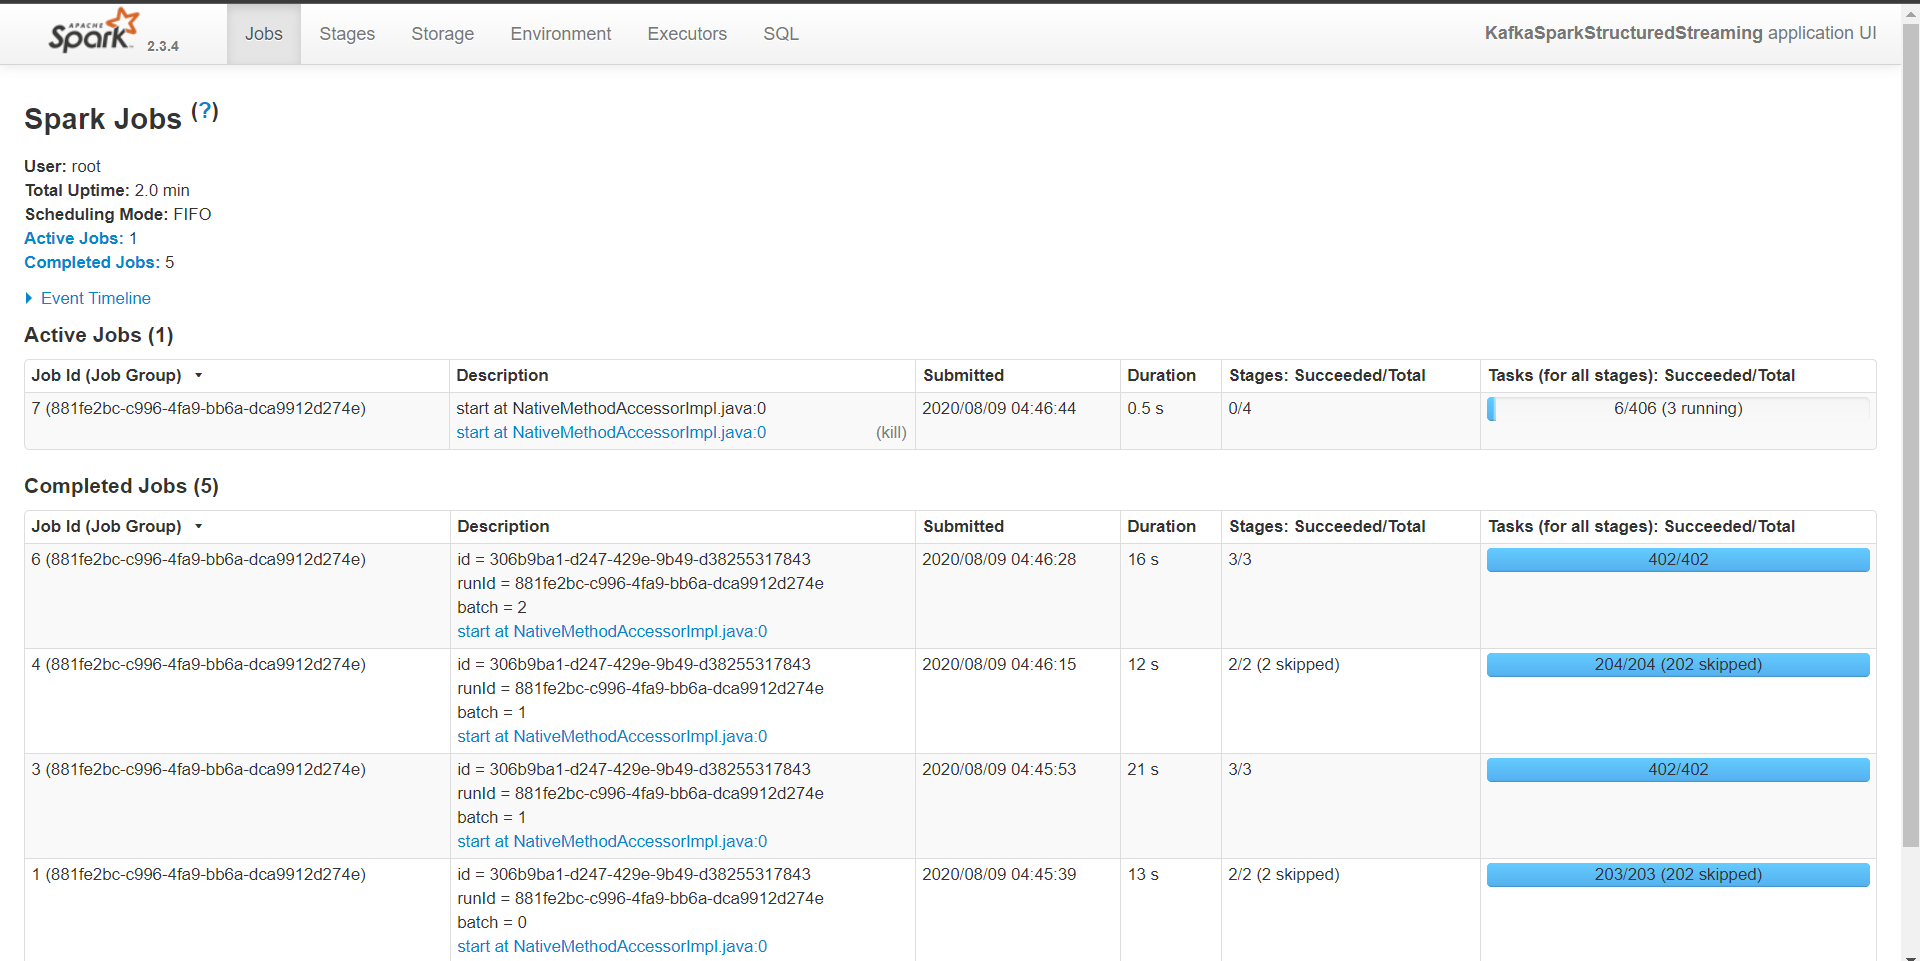 APACHE
Spark 2.3.4
Jobs Stages Storage Environment Executors SQL KafkaSparkStructuredStreaming application UI
Spark Jobs (?)
User: root
Total Uptime: 2.0 min
Scheduling Mode: FIFO
Active Jobs: 1
Completed Jobs: 5
Event Timeline
Active Jobs (1)
Job Id (Job Group) Description Submitted Duration Stages: Succeeded/Total Tasks (for all stages): Succeeded/Total
7 (881fe2bc-c996-4fa9-bb6a-dca9912d274e) start at NativeMethodAccessorImpl.java:0 2020/08/09 04:46:44 0.5 s 0/4 6/406 (3 running)
start at NativeMethodAccessorImpl.java:0 (kill)
Completed Jobs (5)
Job Id (Job Group) Description Submitted Duration Stages: Succeeded/Total Tasks (for all stages): Succeeded/Total
6 (881fe2bc-c996-4fa9-bb6a-dca9912d274e) id = 306b9ba1-d247-429e-9b49-d38255317843 2020/08/09 04:46:28 16 s 3/3 402/402
runId = 881fe2bc-c996-4fa9-bb6a-dca9912d274e
batch = 2
start at NativeMethodAccessorImpl.java:0
4 (881fe2bc-c996-4fa9-bb6a-dca9912d274e) id = 306b9ba1-d247-429e-9b49-d38255317843 2020/08/09 04:46:15 12 s 2/2 (2 skipped) 204/204 (202 skipped)
runId = 881fe2bc-c996-4fa9-bb6a-dca9912d274e
batch = 1
start at NativeMethodAccessorImpl.java:0
3 (881fe2bc-c996-4fa9-bb6a-dca9912d274e) id = 306b9ba1-d247-429e-9b49-d38255317843 2020/08/09 04:45:53 21 s 3/3 402/402
runId = 881fe2bc-c996-4fa9-bb6a-dca9912d274e
batch = 1
start at NativeMethodAccessorImpl.java:0
1 (881fe2bc-c996-4fa9-bb6a-dca9912d274e) id = 306b9ba1-d247-429e-9b49-d38255317843 2020/08/09 04:45:39 13 s 2/2 (2 skipped) 203/203 (202 skipped)
runId = 881fe2bc-c996-4fa9-bb6a-dca9912d274e
batch = 0
start at NativeMethodAccessorImpl.java:0